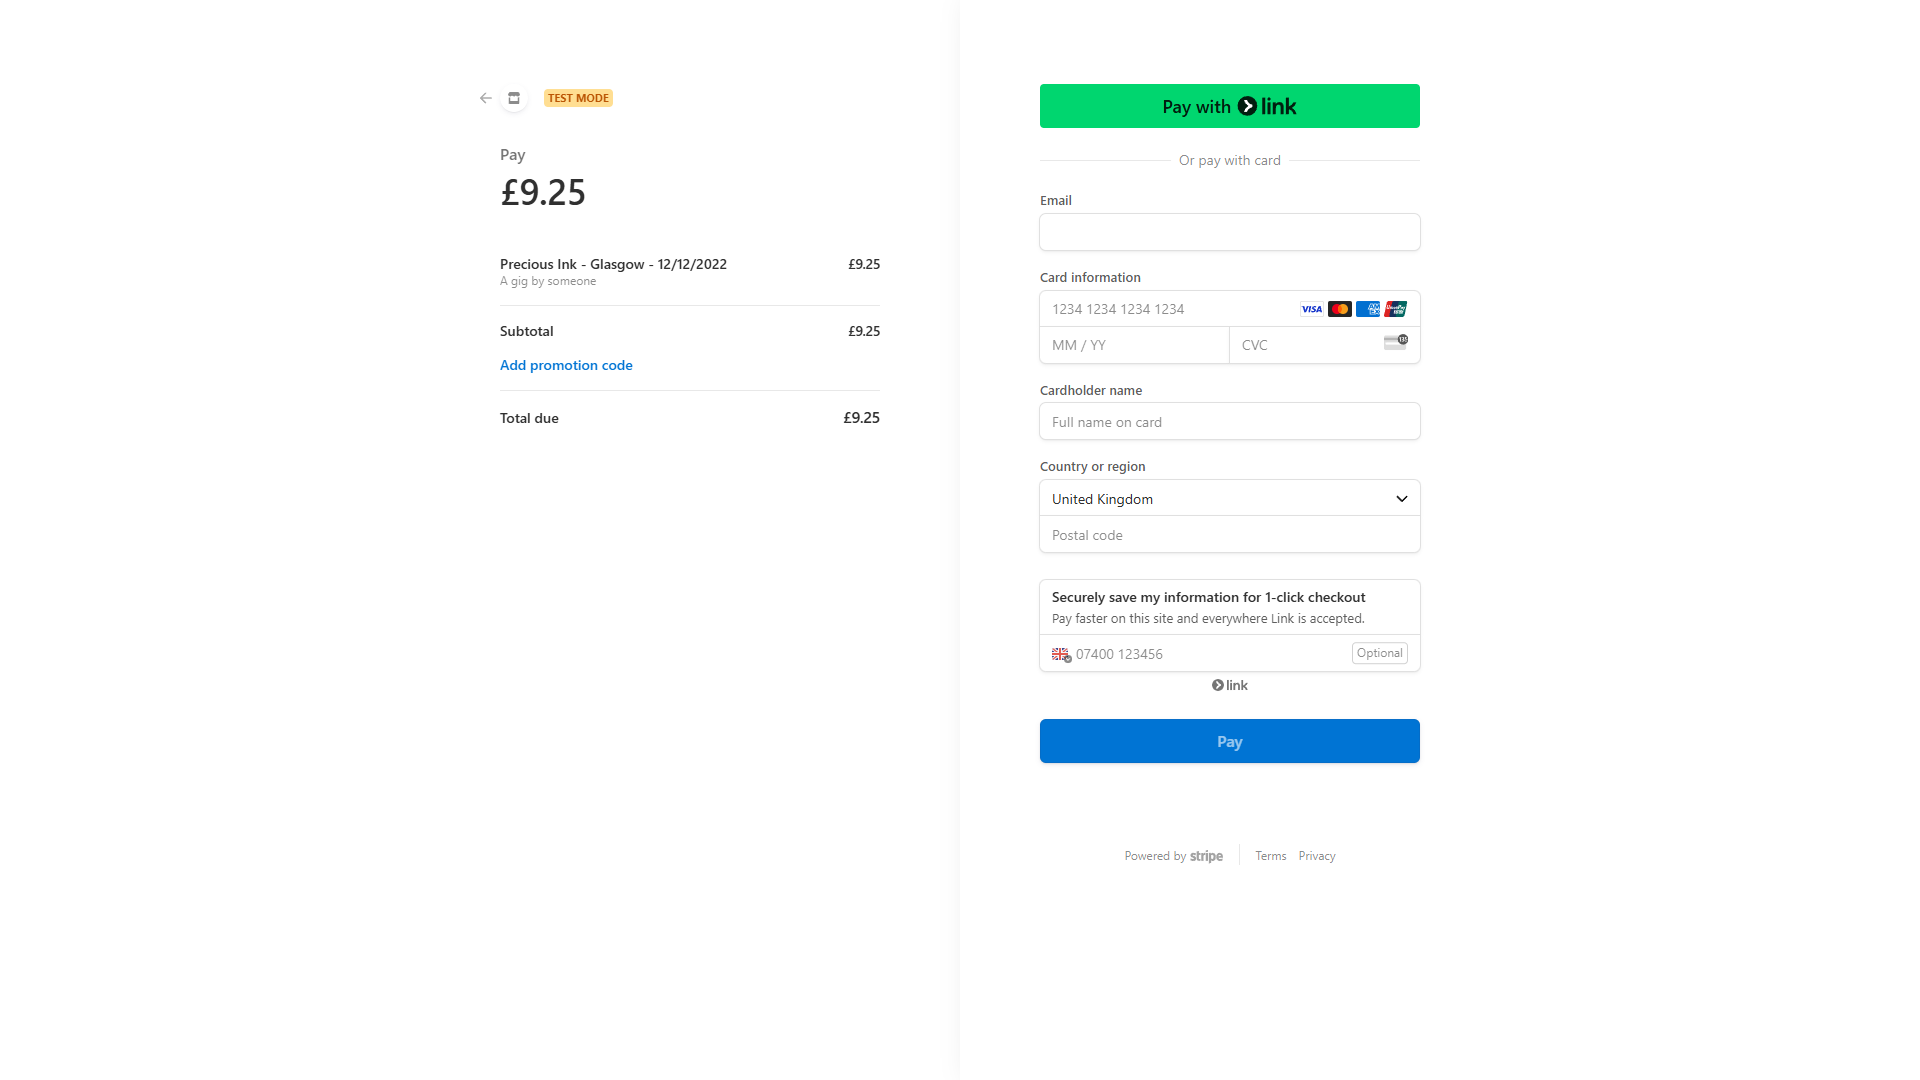 TEST MODE
Pay
£9.25
Precious Ink - Glasgow - 12/12/2022 £9.25
A gig by someone
Subtotal £9.25
Add promotion code
Total due £9.25
Pay with link
Or pay with card
Email
Card information
1234 1234 1234 1234 VISA AM EX
MM / YY CVC 135
Cardholder name
Full name on card
Country or region
United Kingdom
Postal code
Securely save my information for 1-click checkout
Pay faster on this site and everywhere Link is accepted.
07400 123456 Optional
link
Pay
Powered by stripe Terms Privacy